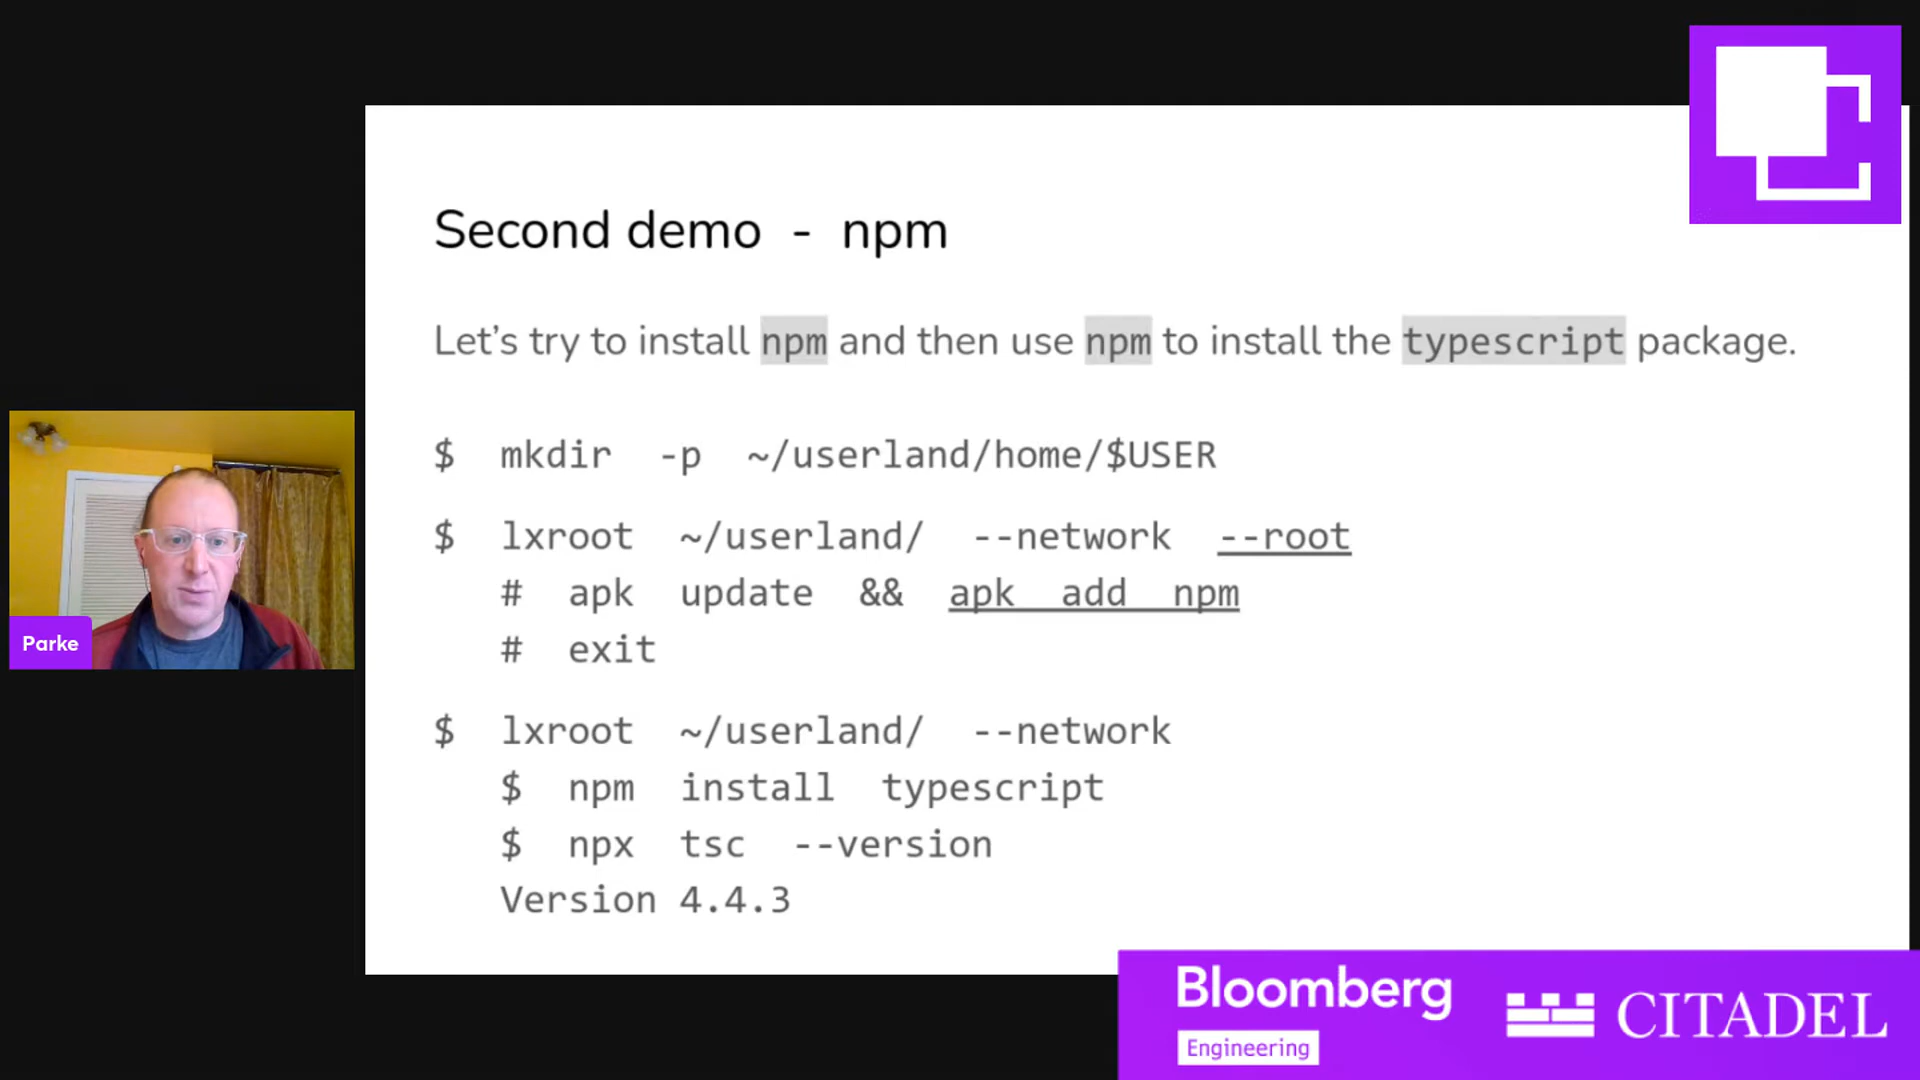 Second demo - npm
Let's try to install npm and then use npm to install the typescript package.
$ mkdir -p ~/userland/home/$USER
$ lxroot ~/userland/ --network --root
# apk update && apk add npm
# exit
$ lxroot ~/userland/ --network
$ npm install typescript
$ npx tsc --version
Version 4.4.3
Parke
Bloomberg
Engineering
CITADEL